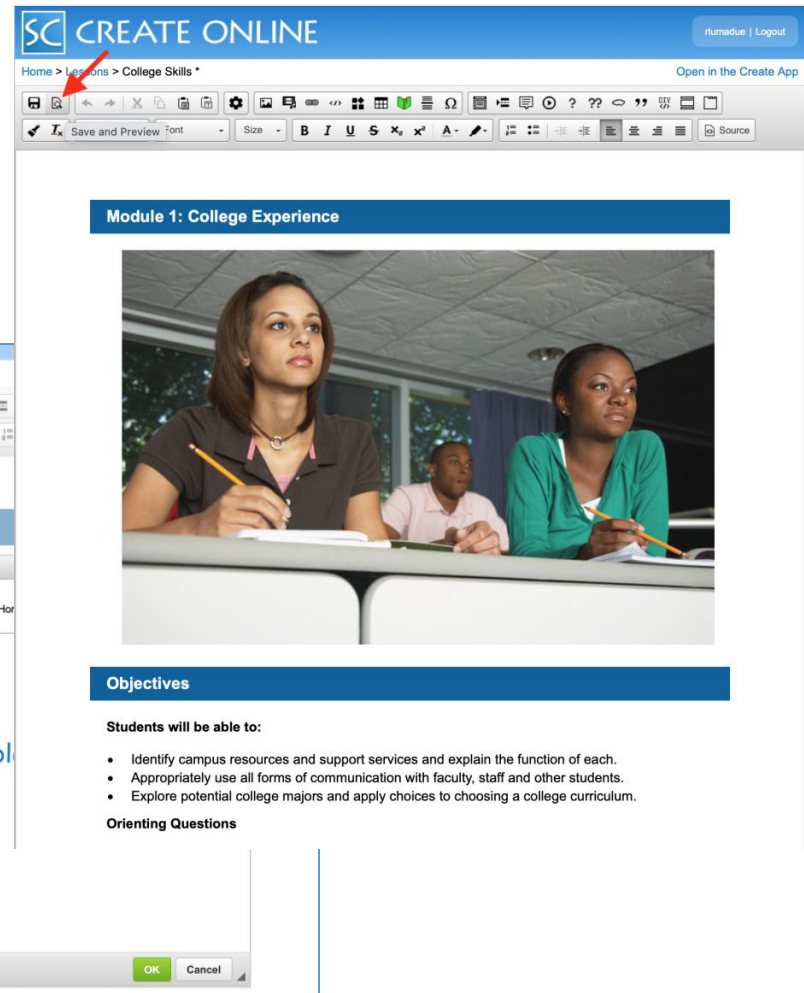 SC CREATE ONLINE
rlumadue | Logout
Home > Lessons > College Skills *
Open in the Create App
Save and Preview
Font
Size
B I U S X₂ X² A
Source
Module 1: College Experience
Objectives
Students will be able to:
• Identify campus resources and support services and explain the function of each.
• Appropriately use all forms of communication with faculty, staff and other students.
• Explore potential college majors and apply choices to choosing a college curriculum.
Orienting Questions
OK
Cancel